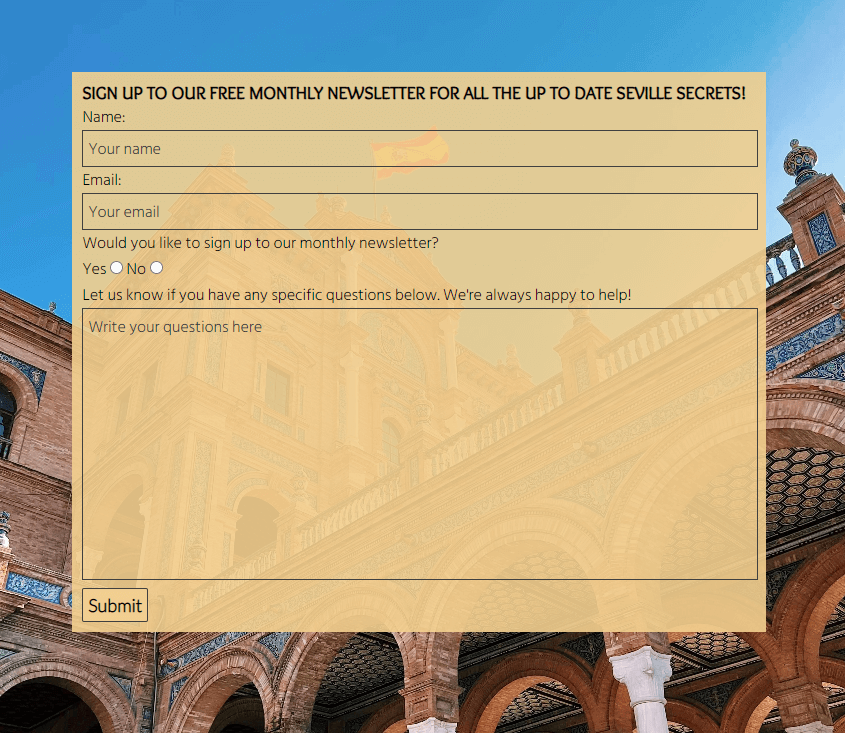 SIGN UP TO OUR FREE MONTHLY NEWSLETTER FOR ALL THE UP TO DATE SEVILLE SECRETS!
Name:
Your name
Email:
Your email
Would you like to sign up to our monthly newsletter?
Yes No
Let us know if you have any specific questions below. We're always happy to help!
Write your questions here
Submit